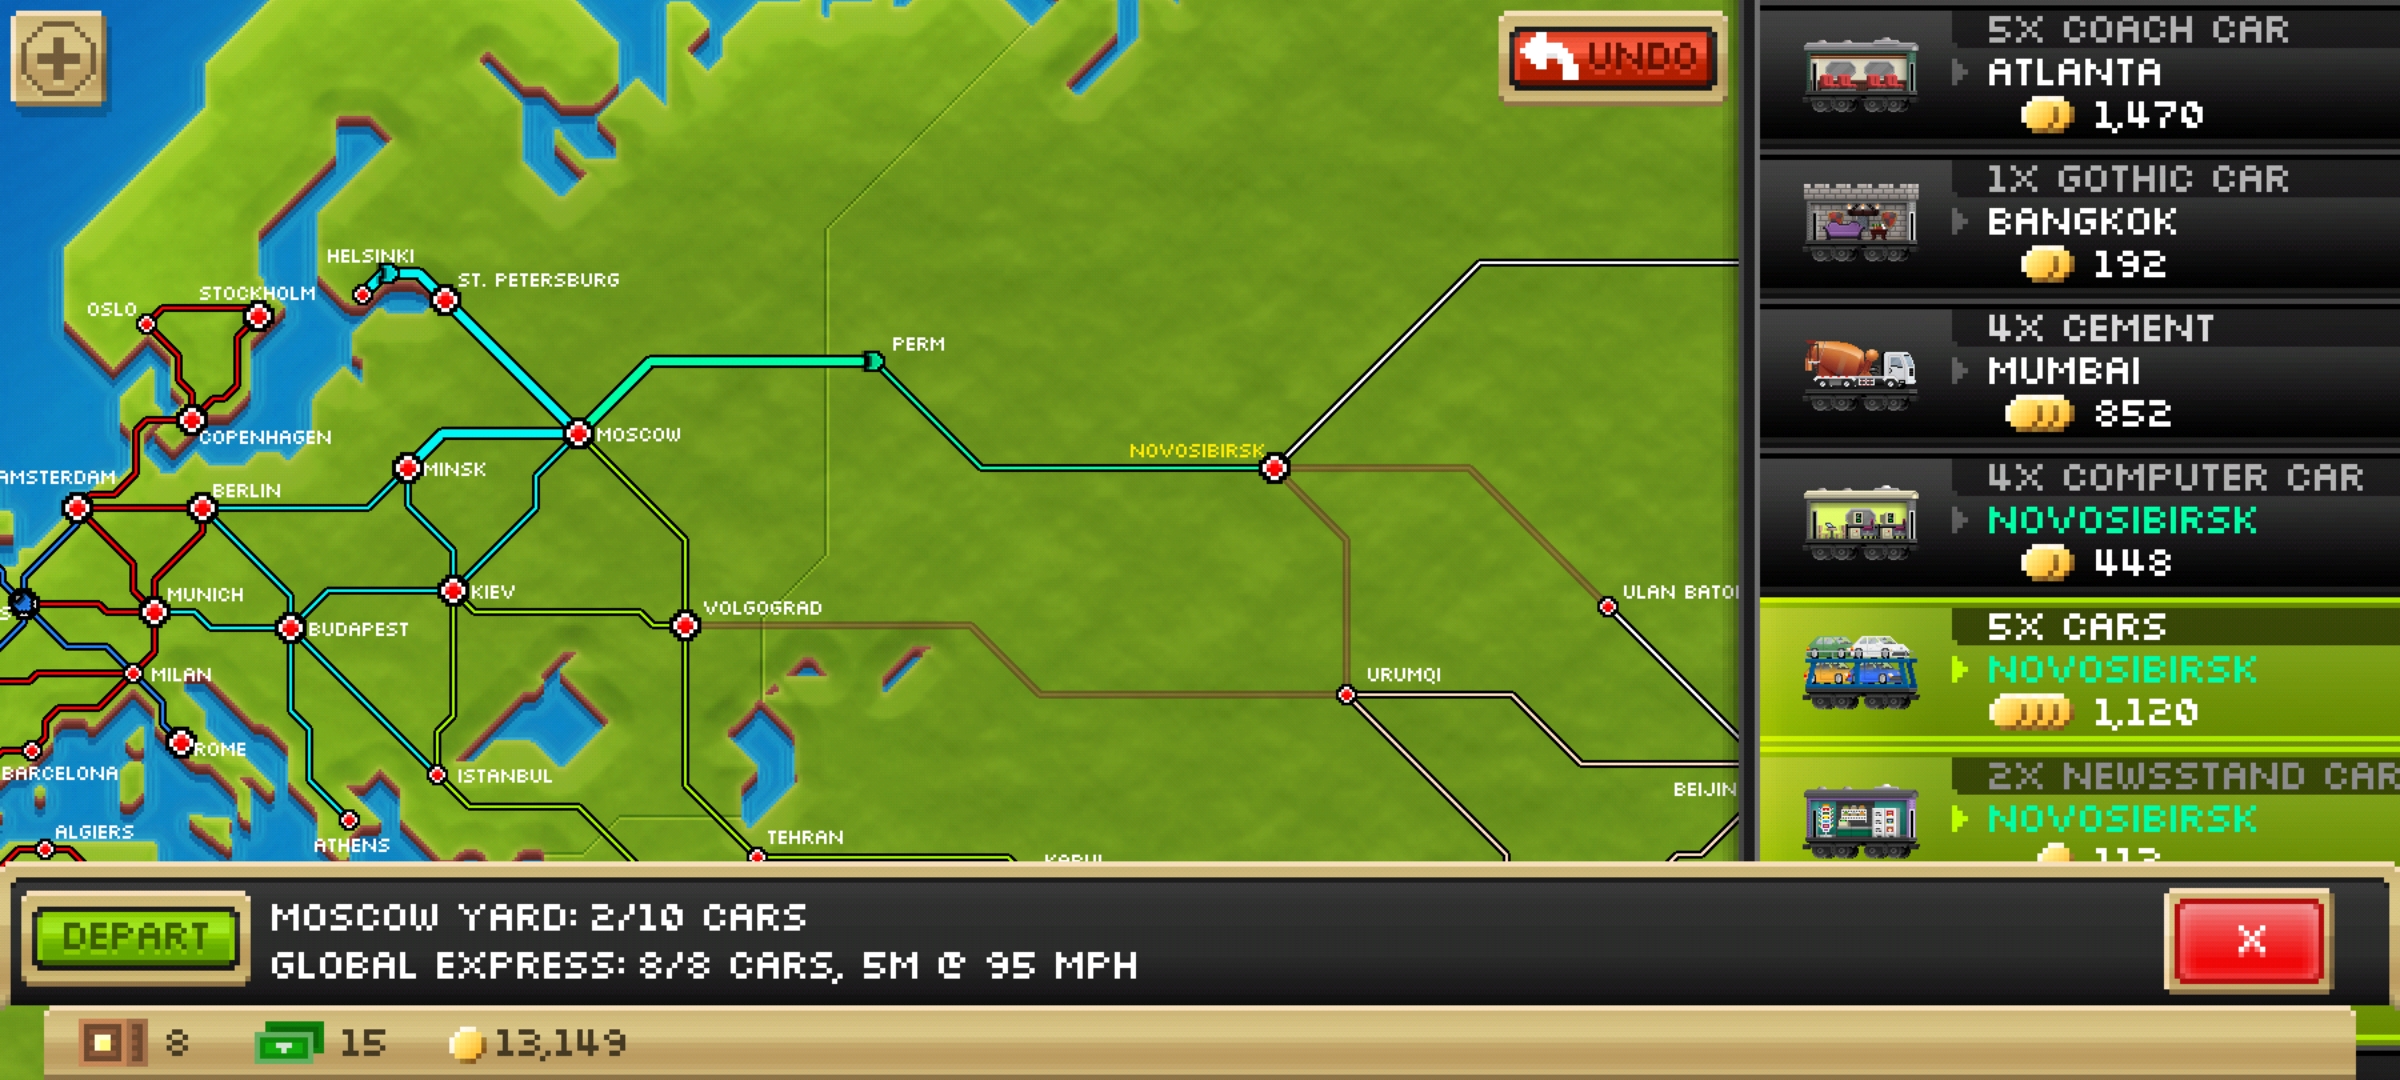 UNDO
HELSINKI
ST. PETERSBURG
STOCKHOLM
OSLO
PERM
COPENHAGEN
MOSCOW
NOVOSIBIRSK
MINSK
AMSTERDAM
BERLIN
MUNICH
KIEV
ULAN BATO
VOLGOGRAD
BUDAPEST
MILAN
URUMQI
ROME
BARCELONA
ISTANBUL
BEIJIN
ALGIERS
ATHENS
TEHRAN
KABUL
5X COACH CAR
ATLANTA
1,470
1X GOTHIC CAR
BANGKOK
192
4X CEMENT
MUMBAI
852
4X COMPUTER CAR
NOVOSIBIRSK
448
5X CARS
NOVOSIBIRSK
1,120
2X NEWSSTAND CAR
NOVOSIBIRSK
112
DEPART
MOSCOW YARD: 2/10 CARS
GLOBAL EXPRESS: 8/8 CARS, 5M @ 95 MPH
X
8
15
13,149